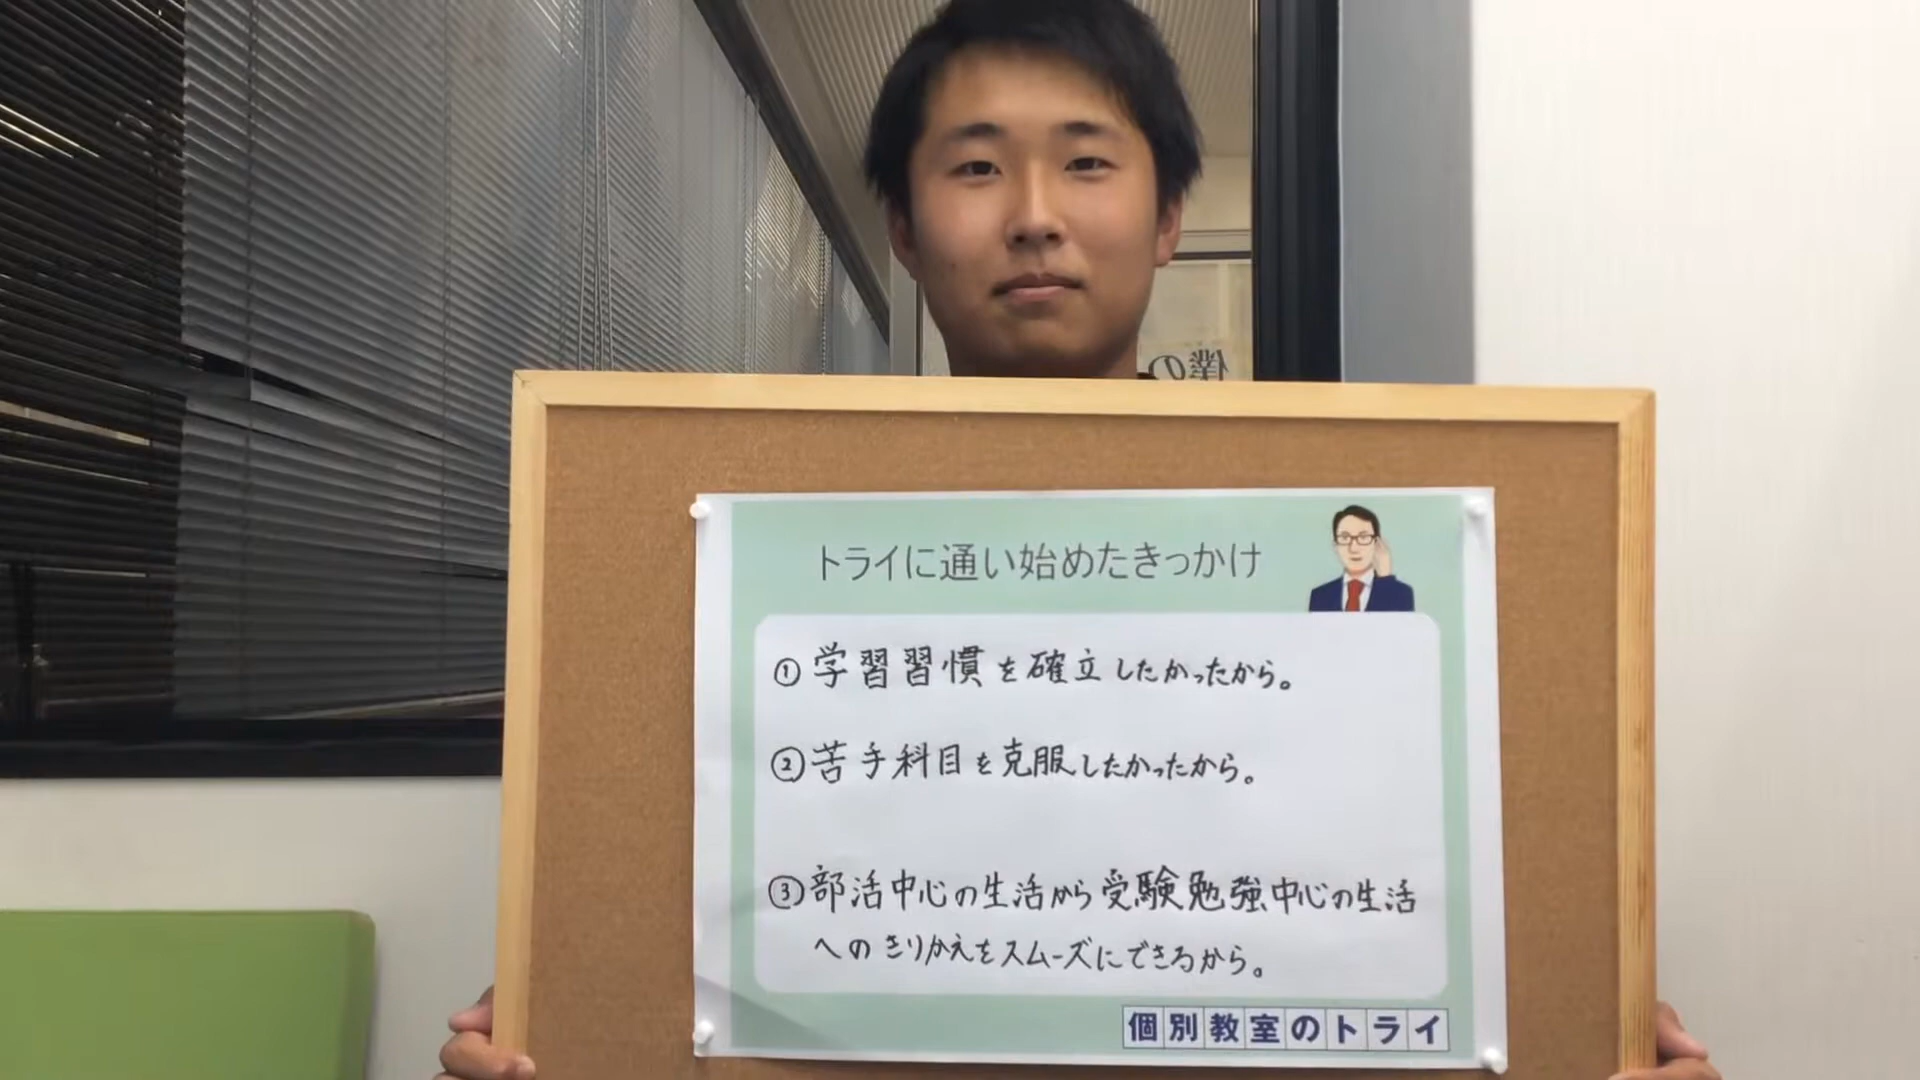 僕の
トライに通い始めたきっかけ
①学習習慣を確立したかったから。
②苦手科目を克服したかったから。
③部活中心の生活から受験勉強中心の生活
へのきりかえをスムーズにできるから。
個別教室のトライ